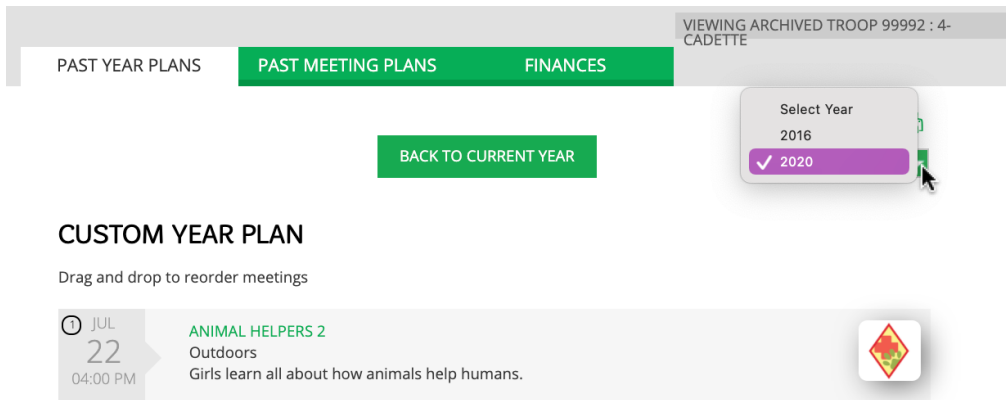 VIEWING ARCHIVED TROOP 99992 : 4-
CADETTE
PAST YEAR PLANS
PAST MEETING PLANS
FINANCES
Select Year
2016
2020
BACK TO CURRENT YEAR
CUSTOM YEAR PLAN
Drag and drop to reorder meetings
1
JUL
22
04:00 PM
ANIMAL HELPERS 2
Outdoors
Girls learn all about how animals help humans.